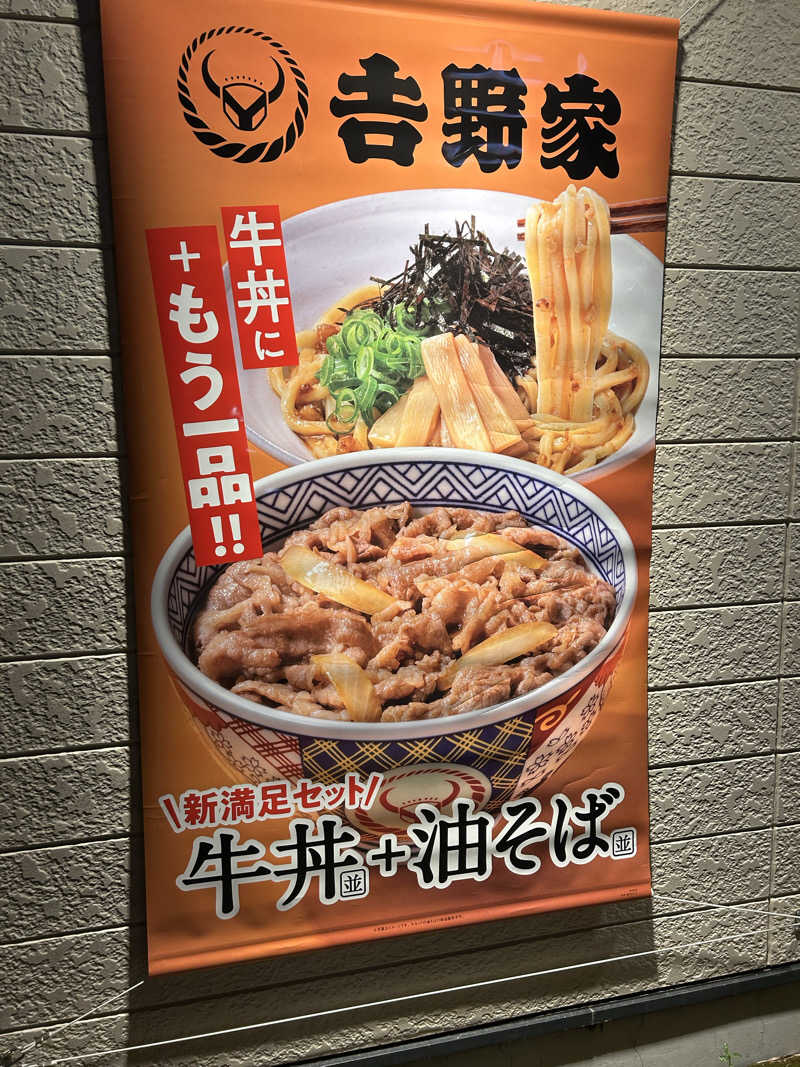 吉野家
牛丼に
+もう一品!!
\新満足セット/
牛丼並+油そば並